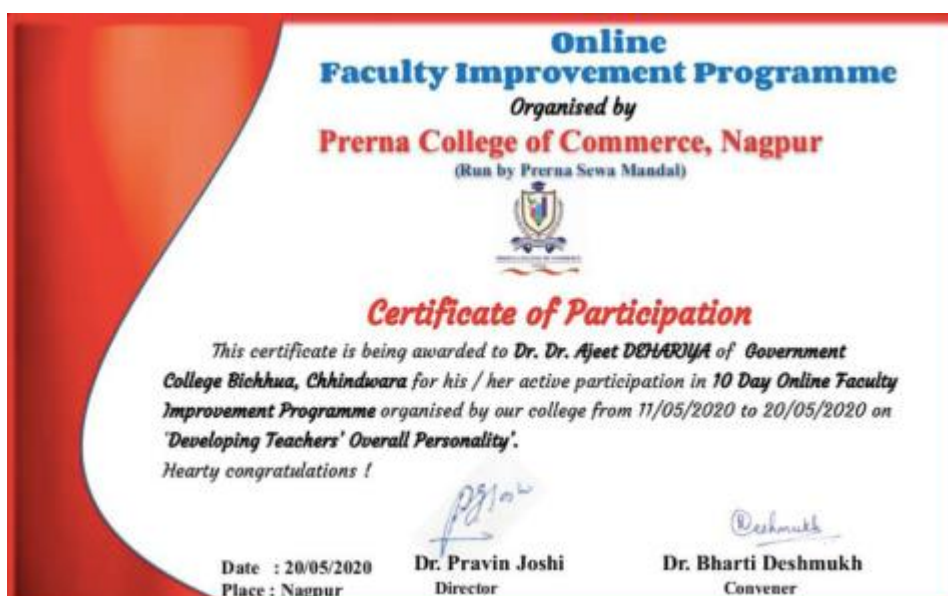 Online
Faculty Improvement Programme
Organised by
Prerna College of Commerce, Nagpur
(Run by Prerna Sewa Mandal)
PRERNA COLLEGE OF COMMERCE
Certificate of Participation
This certificate is being awarded to Dr. Dr. Ajeet DEHARIYA of Government
College Bichhua, Chhindwara for his / her active participation in 10 Day Online Faculty
Improvement Programme organised by our college from 11/05/2020 to 20/05/2020 on
'Developing Teachers' Overall Personality'.
Hearty congratulations !
Deshmukh
Date : 20/05/2020
Place : Nagpur
Dr. Pravin Joshi
Director
Dr. Bharti Deshmukh
Convener